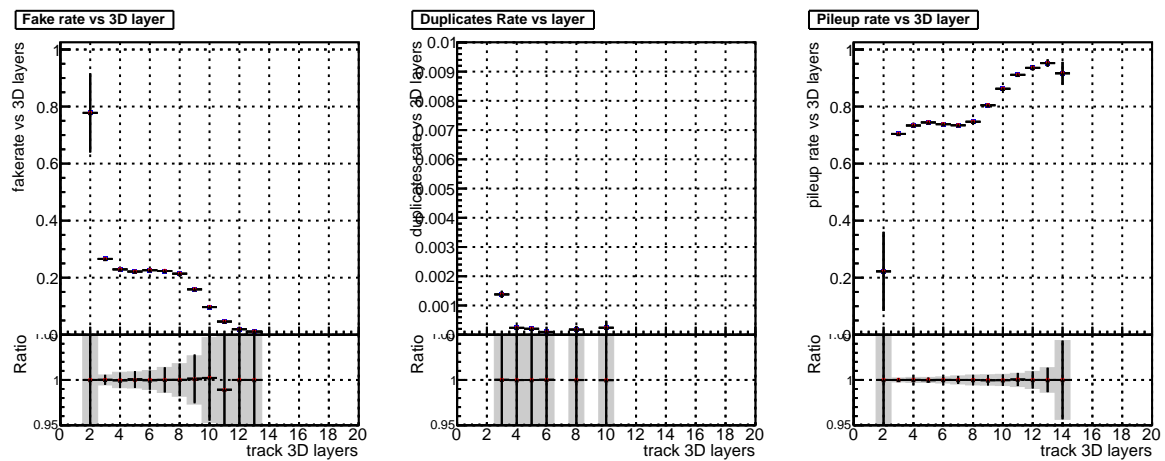 Fake rate vs 3D layer
fakerate vs 3D layers
1
0.8
0.6
0.4
0.2
0
Ratio
1
0.95
0 2 4 6 8 10 12 14 16 18 20
track 3D layers
Duplicates Rate vs layer
duplicates rate vs 3D layers
0.01
0.009
0.008
0.007
0.006
0.005
0.004
0.003
0.002
0.001
0
Ratio
1
0.95
0 2 4 6 8 10 12 14 16 18 20
track 3D layers
Pileup rate vs 3D layer
pileup rate vs 3D layers
1
0.8
0.6
0.4
0.2
0
Ratio
1
0.95
0 2 4 6 8 10 12 14 16 18 20
track 3D layers